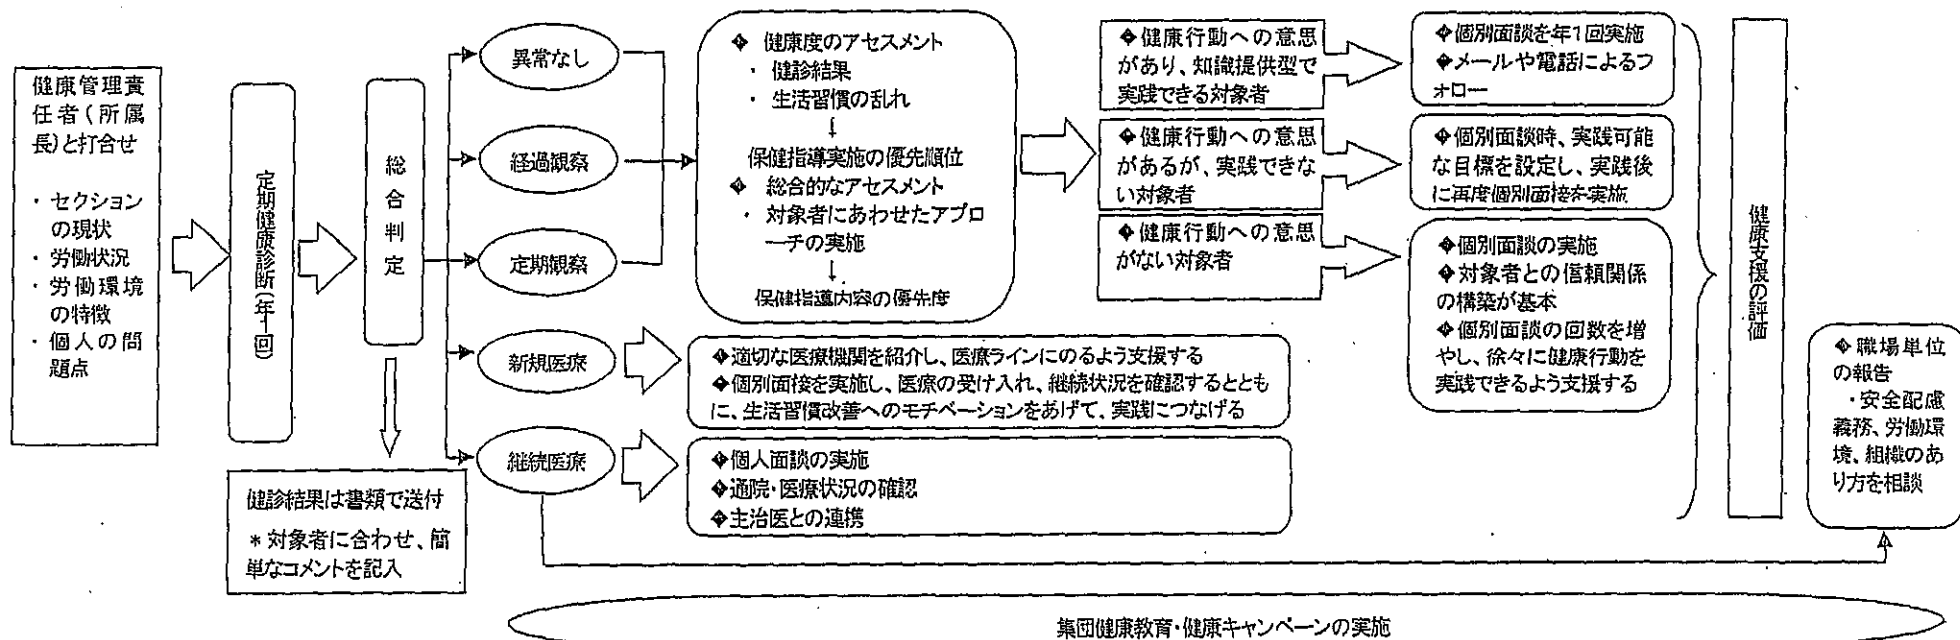 健康管理責
任者(所属
長)と打合せ
・ セクション
の現状
・ 労働状況
・ 労働環境
の特徴
・ 個人の問
題点
定期健康診断(年1回)
総合判定
健診結果は書類で送付
*対象者に合わせ、簡
単なコメントを記入
異常なし
経過観察
定期観察
新規医療
継続医療
◆ 健康度のアセスメント
・ 健診結果
・ 生活習慣の乱れ
↓
保健指導実施の優先順位
◆ 総合的なアセスメント
・ 対象者にあわせたアプロ
ーチの実施
↓
保健指導内容の優先度
◆健康行動への意思
があり、知識提供型で
実践できる対象者
◆健康行動への意思
があるが、実践できな
い対象者
◆健康行動への意思
がない対象者
◆個別面談を年1回実施
◆メールや電話によるフ
ォロー
◆個別面談時、実践可能
な目標を設定し、実践後
に再度個別面接を実施
◆個別面談の実施
◆対象者との信頼関係
の構築が基本
◆個別面談の回数を増
やし、徐々に健康行動を
実践できるよう支援する
◆適切な医療機関を紹介し、医療ラインにのるよう支援する
◆個別面接を実施し、医療の受け入れ、継続状況を確認するととも
に、生活習慣改善へのモチベーションをあげて、実践につなげる
◆個人面談の実施
◆通院・医療状況の確認
◆主治医との連携
健康支援の評価
◆職場単位
の報告
・安全配慮
義務、労働環
境、組織のあ
り方を相談
集団健康教育・健康キャンペーンの実施